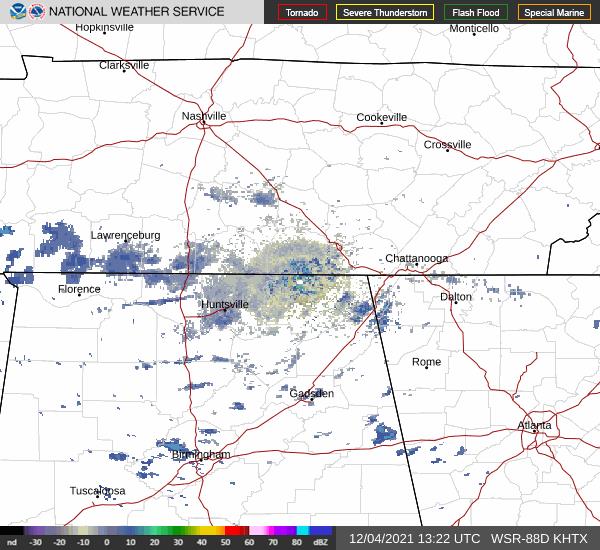 NATIONAL WEATHER SERVICE
Tornado
Severe Thunderstorm
Flash Flood
Special Marine
Hopkinsville
Monticello
Clarksville
Nashville
Cookeville
Crossville
Lawrenceburg
Chattanooga
Florence
Dalton
Huntsville
Rome
Gadsden
Atlanta
Birmingham
Tuscaloosa
nd -30 -20 -10 0 10 20 30 40 50 60 70 80 dBZ
12/04/2021 13:22 UTC WSR-88D KHTX